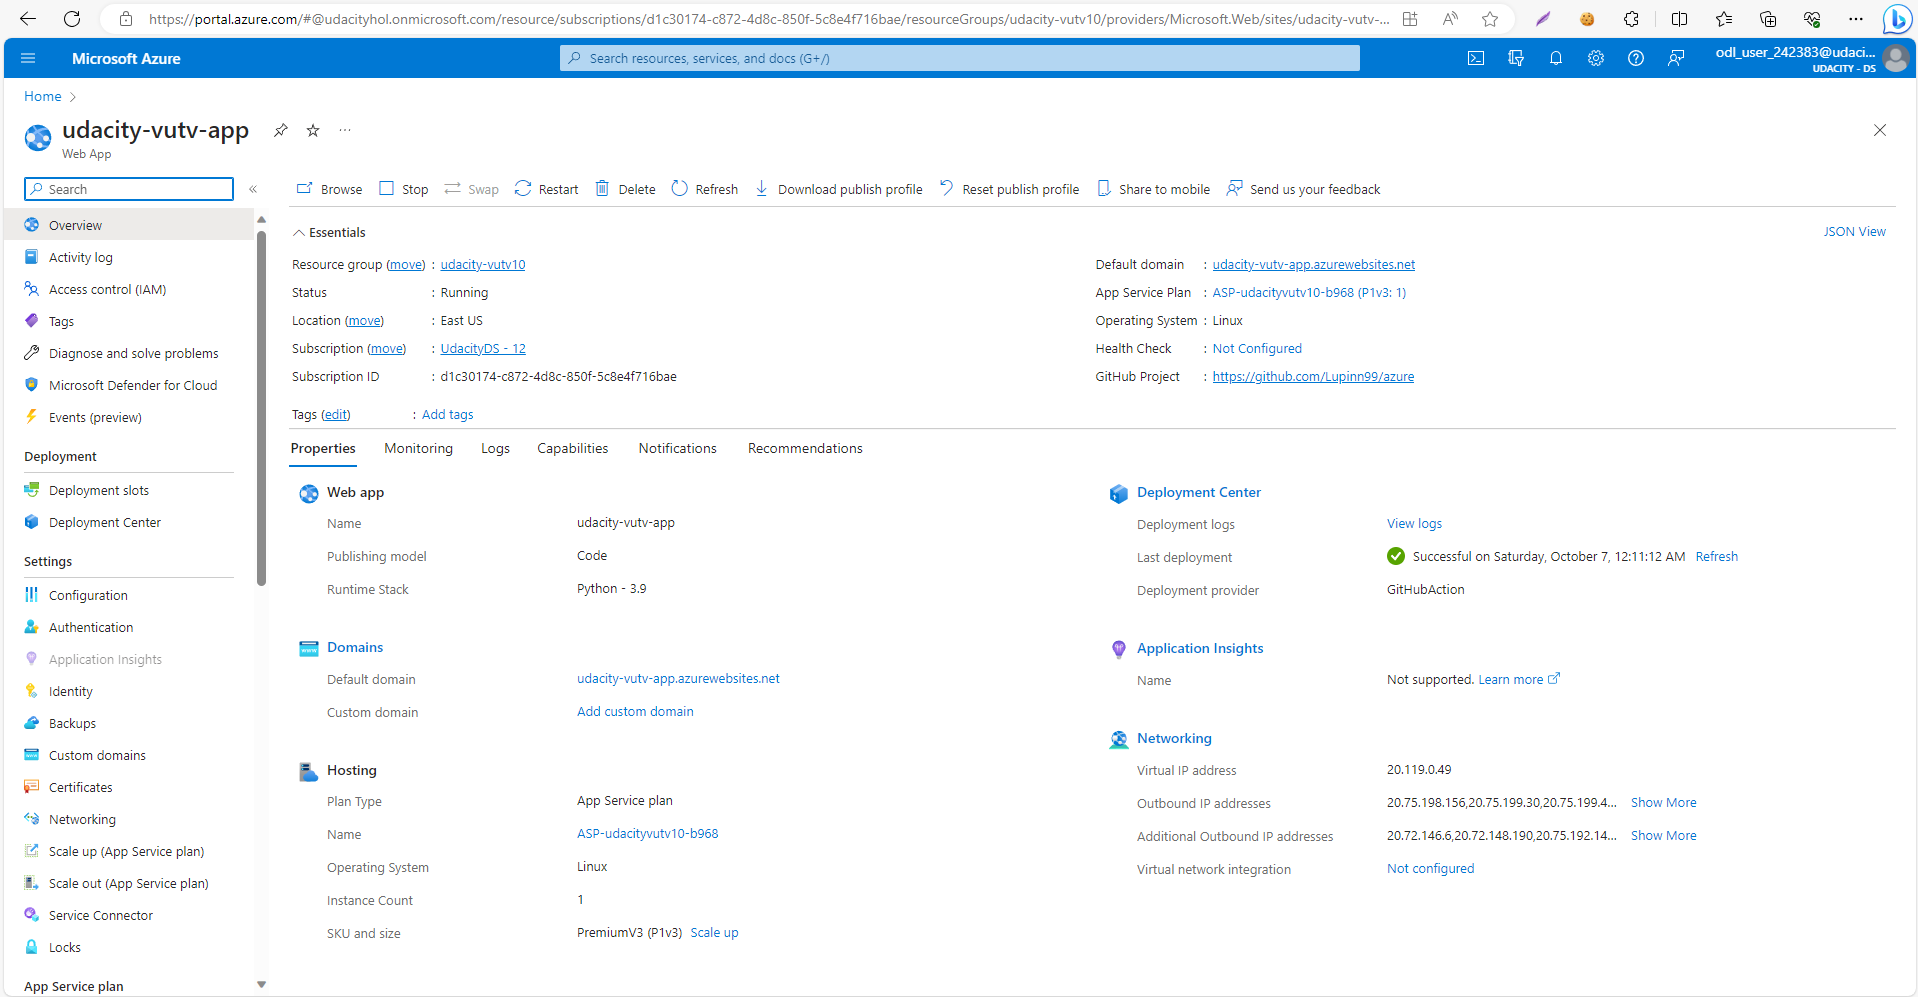 https://portal.azure.com/#@udacityhol.onmicrosoft.com/resource/subscriptions/d1c30174-c872-4d8c-850f-5c8e4f716bae/resourceGroups/udacity-vutv10/providers/Microsoft.Web/sites/udacity-vutv-...
Microsoft Azure
Search resources, services, and docs (G+/)
odl_user_242383@udaci...
UDACITY - DS
Home
udacity-vutv-app
Web App
Search
Browse Stop Swap Restart Delete Refresh Download publish profile Reset publish profile Share to mobile Send us your feedback
Overview
Activity log
Access control (IAM)
Tags
Diagnose and solve problems
Microsoft Defender for Cloud
Events (preview)
Deployment
Deployment slots
Deployment Center
Settings
Configuration
Authentication
Application Insights
Identity
Backups
Custom domains
Certificates
Networking
Scale up (App Service plan)
Scale out (App Service plan)
Service Connector
Locks
App Service plan
Essentials
JSON View
Resource group (move) : udacity-vutv10
Status : Running
Location (move) : East US
Subscription (move) : UdacityDS - 12
Subscription ID : d1c30174-c872-4d8c-850f-5c8e4f716bae
Default domain : udacity-vutv-app.azurewebsites.net
App Service Plan : ASP-udacityvutv10-b968 (P1v3: 1)
Operating System : Linux
Health Check : Not Configured
GitHub Project : https://github.com/Lupinn99/azure
Tags (edit) : Add tags
Properties Monitoring Logs Capabilities Notifications Recommendations
Web app
Name udacity-vutv-app
Publishing model Code
Runtime Stack Python - 3.9
Domains
Default domain udacity-vutv-app.azurewebsites.net
Custom domain Add custom domain
Hosting
Plan Type App Service plan
Name ASP-udacityvutv10-b968
Operating System Linux
Instance Count 1
SKU and size PremiumV3 (P1v3) Scale up
Deployment Center
Deployment logs View logs
Last deployment Successful on Saturday, October 7, 12:11:12 AM Refresh
Deployment provider GitHubAction
Application Insights
Name Not supported. Learn more
Networking
Virtual IP address 20.119.0.49
Outbound IP addresses 20.75.198.156,20.75.199.30,20.75.199.4... Show More
Additional Outbound IP addresses 20.72.146.6,20.72.148.190,20.75.192.14... Show More
Virtual network integration Not configured